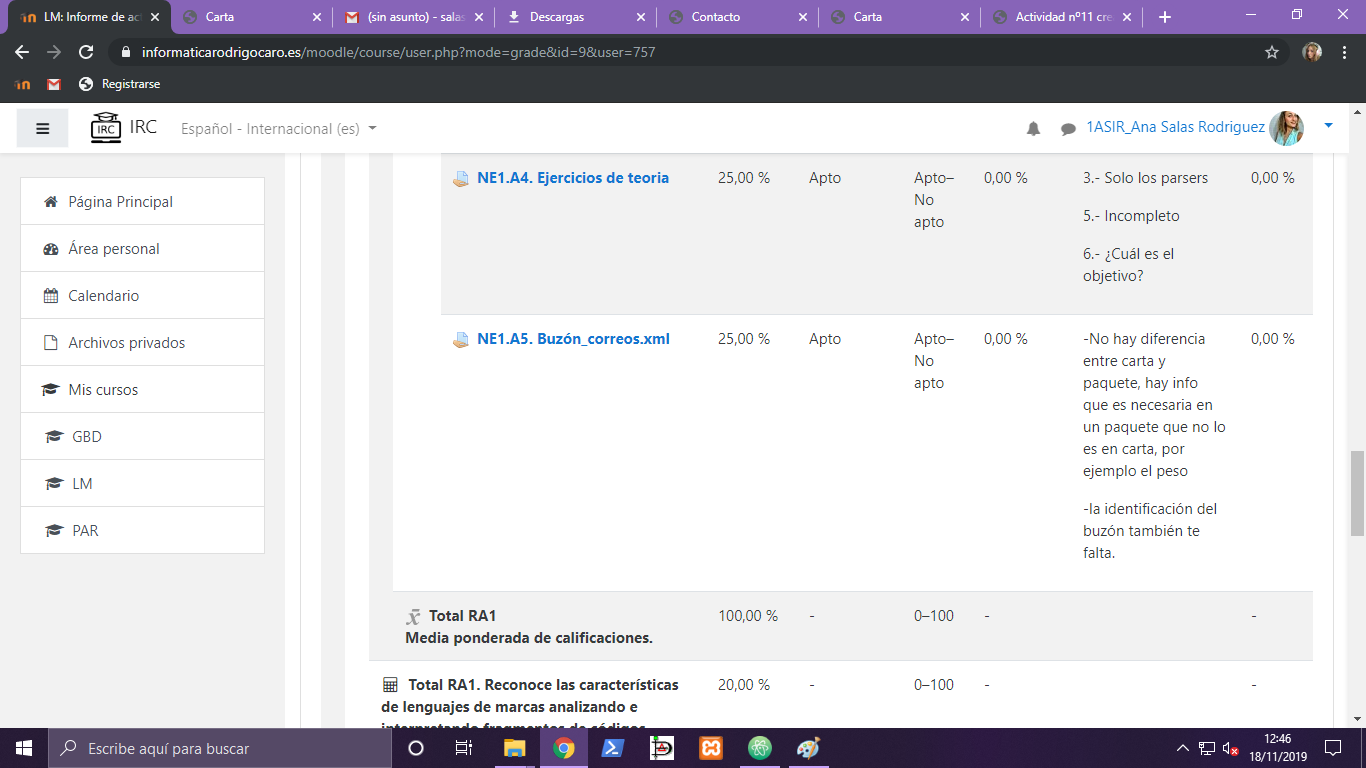 LM: Informe de ac
Carta
(sin asunto) - salas
Descargas
Contacto
Carta
Actividad nº11 cre
informaticarodrigocaro.es/moodle/course/user.php?mode=grade&id=9&user=757
Registrarse
IRC
IRC
Español - Internacional (es)
1ASIR_Ana Salas Rodriguez
Página Principal
Área personal
Calendario
Archivos privados
Mis cursos
GBD
LM
PAR
NE1.A4. Ejercicios de teoria 25,00 % Apto Apto– 0,00 % 3.- Solo los parsers 0,00 %
No
apto
5.- Incompleto
6.- ¿Cuál es el
objetivo?
NE1.A5. Buzón_correos.xml 25,00 % Apto Apto– 0,00 % -No hay diferencia 0,00 %
No
apto
entre carta y
paquete, hay info
que es necesaria en
un paquete que no lo
es en carta, por
ejemplo el peso
-la identificación del
buzón también te
falta.
Total RA1 100,00 % - 0–100 - -
Media ponderada de calificaciones.
Total RA1. Reconoce las características 20,00 % - 0–100 - -
de lenguajes de marcas analizando e
interpretando fragmentos de códigos
Escribe aquí para buscar
12:46
18/11/2019